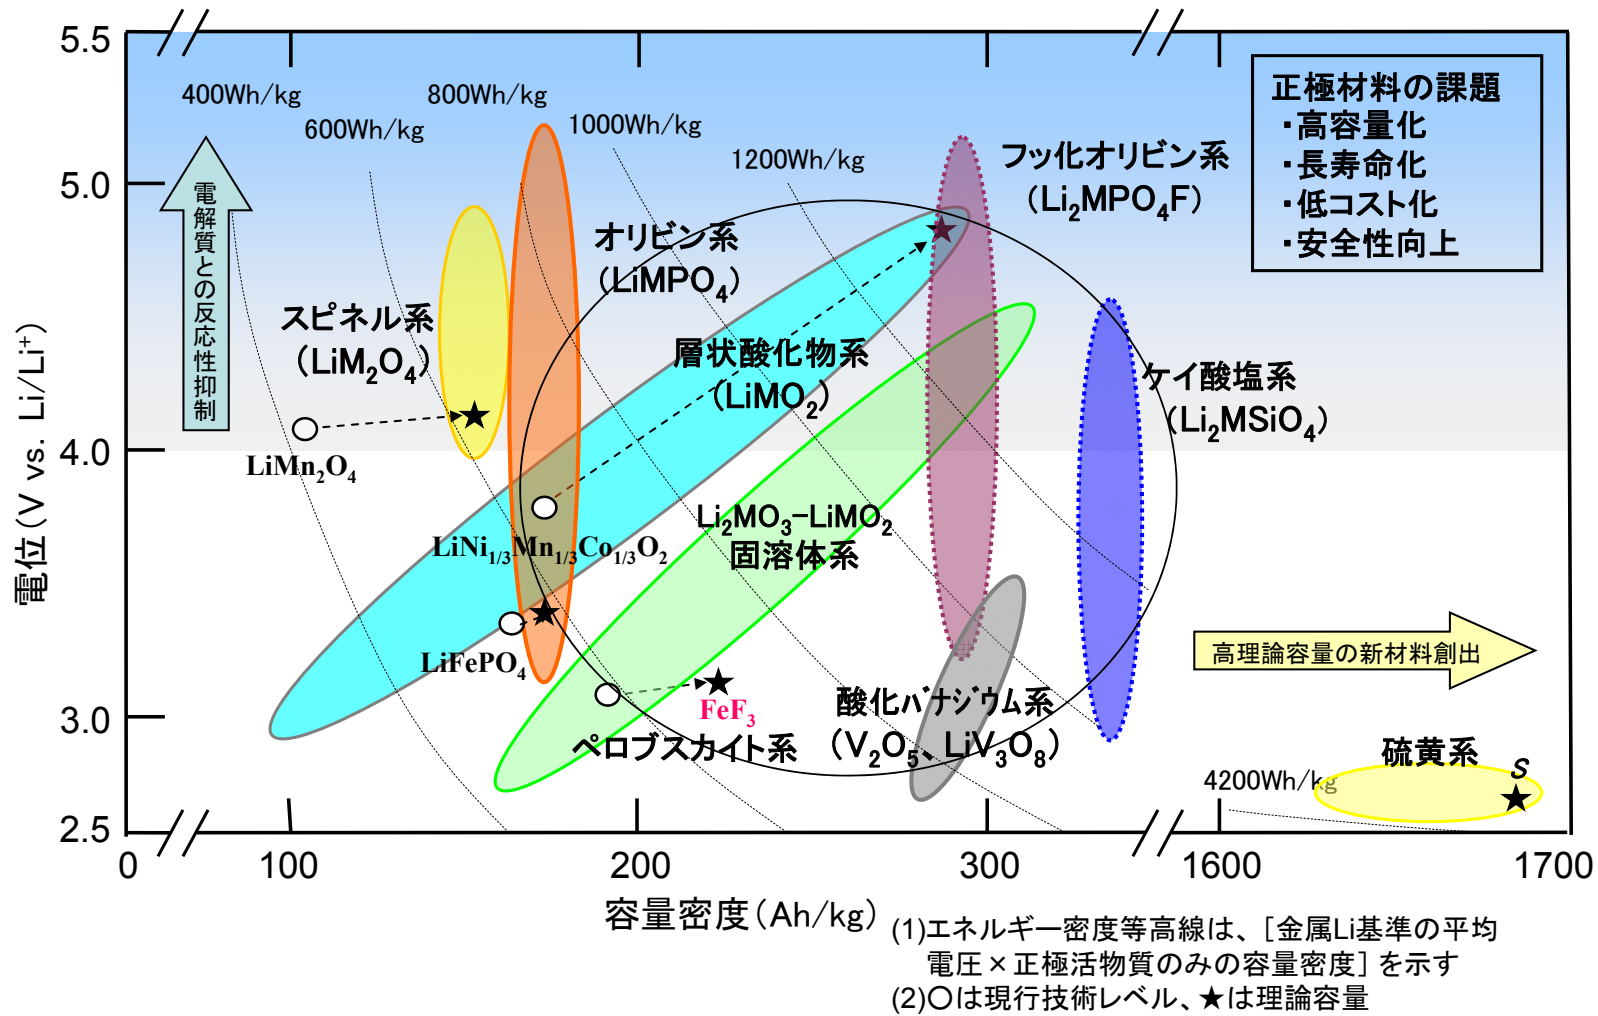 5.5
5.0
4.0
3.0
2.5
電位(V vs. Li/Li⁺)
0
100
200
300
1600
1700
容量密度(Ah/kg)
400Wh/kg
600Wh/kg
800Wh/kg
1000Wh/kg
1200Wh/kg
4200Wh/kg
電解質との反応性抑制
正極材料の課題
・高容量化
・長寿命化
・低コスト化
・安全性向上
フッ化オリビン系
(Li₂MPO₄F)
オリビン系
(LiMPO₄)
スピネル系
(LiM₂O₄)
層状酸化物系
(LiMO₂)
ケイ酸塩系
(Li₂MSiO₄)
LiMn₂O₄
Li₂MO₃-LiMO₂
固溶体系
LiNi₁/₃Mn₁/₃Co₁/₃O₂
LiFePO₄
FeF₃
ペロブスカイト系
酸化バナジウム系
(V₂O₅、LiV₃O₈)
高理論容量の新材料創出
硫黄系
S
(1)エネルギー密度等高線は、[金属Li基準の平均
電圧×正極活物質のみの容量密度]を示す
(2)○は現行技術レベル、★は理論容量